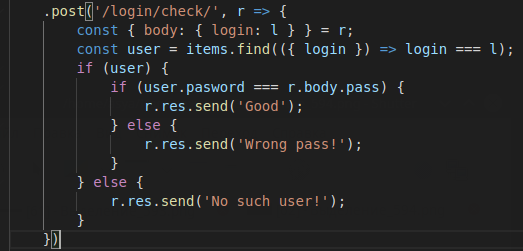 .post('/login/check/', r => {
    const { body: { login: l } } = r;
    const user = items.find(({ login }) => login === l);
    if (user) {
        if (user.pasword === r.body.pass) {
            r.res.send('Good');
        } else {
            r.res.send('Wrong pass!');
        }
    } else {
        r.res.send('No such user!');
    }
})